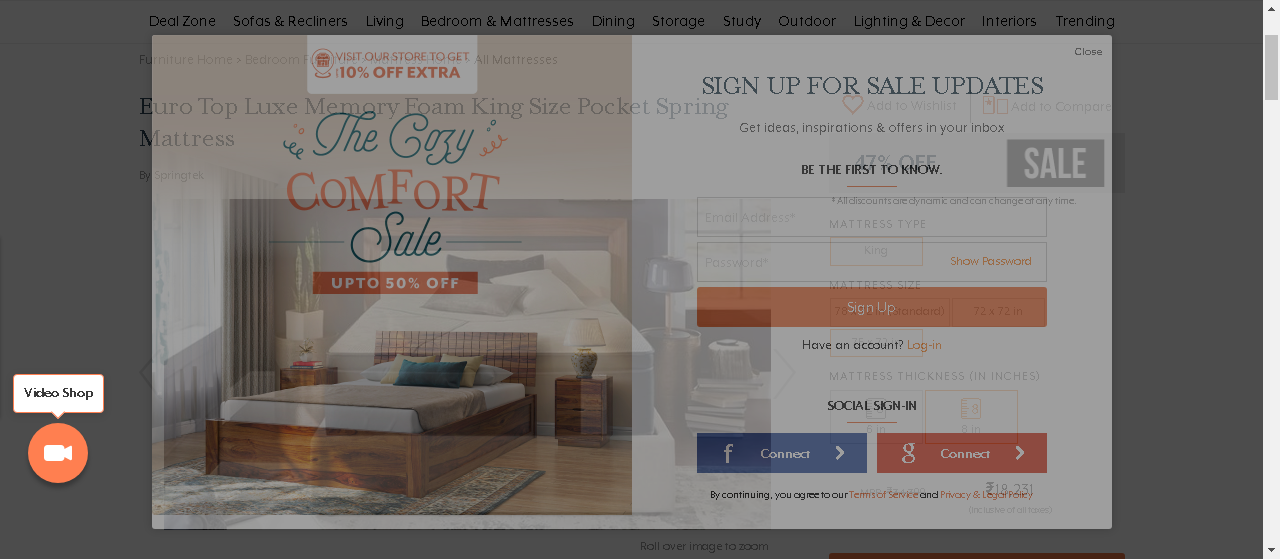 Deal Zone Sofas & Recliners Living Bedroom & Mattresses Dining Storage Study Outdoor Lighting & Decor Interiors Trending
Close
VISIT OUR STORE TO GET
10% OFF EXTRA
Furniture Home > Bedroom Furniture > > All Mattresses
SIGN UP FOR SALE UPDATES
Euro Top Luxe Memory Foam King Size Pocket Spring
Mattress
Add to Wishlist
Add to Compare
Get ideas, inspirations & offers in your inbox
The Cozy
COMFORT
Sale
UPTO 50% OFF
By Springtek
47% OFF
SALE
BE THE FIRST TO KNOW.
* All discounts are dynamic and can change at any time.
Email Address*
MATTRESS TYPE
King
Password*
Show Password
MATTRESS SIZE
Sign Up
72 x 72 in
Have an account? Log-in
MATTRESS THICKNESS (IN INCHES)
SOCIAL SIGN-IN
6 in
8 in
Connect
Connect
By continuing, you agree to our Terms of Service and Privacy & Legal Policy
₹18,231
(inclusive of all taxes)
Roll over image to zoom
Video Shop